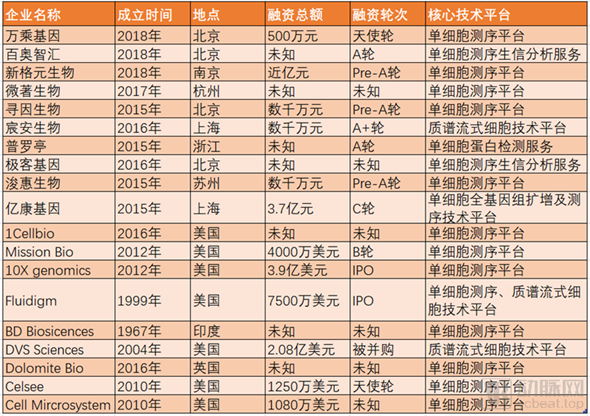 企业名称 成立时间 地点 融资总额 融资轮次 核心技术平台
万乘基因 2018年 北京 500万元 天使轮 单细胞测序平台
百奥智汇 2018年 北京 未知 A轮 单细胞测序生信分析服务
新格元生物 2018年 南京 近亿元 Pre-A轮 单细胞测序平台
微著生物 2017年 杭州 未知 未知 单细胞测序平台
寻因生物 2015年 北京 数千万元 Pre-A轮 单细胞测序平台
宸安生物 2016年 上海 数千万元 A+轮 质谱流式细胞技术平台
普罗亭 2015年 浙江 未知 A轮 单细胞蛋白检测服务
极客基因 2016年 北京 未知 未知 单细胞测序生信分析服务
浚惠生物 2015年 苏州 数千万元 Pre-A轮 单细胞测序平台
亿康基因 2015年 上海 3.7亿元 C轮 单细胞全基因组扩增及测
序技术平台
1Cellbio 2016年 美国 未知 未知 单细胞测序平台
Mission Bio 2012年 美国 4000万美元 B轮 单细胞测序平台
10X genomics 2012年 美国 3.9亿美元 IPO 单细胞测序平台
Fluidigm 1999年 美国 7500万美元 IPO 单细胞测序、质谱流式细
胞技术平台
BD Biosicences 1967年 印度 未知 未知 单细胞测序平台
DVS Sciences 2004年 美国 2.08亿美元 被并购 质谱流式细胞技术平台
Dolomite Bio 2016年 英国 未知 未知 单细胞测序平台
Celsee 2010年 美国 1250万美元 天使轮 单细胞测序平台
Cell Mircrosystem 2010年 美国 1080万美元 未知 单细胞测序平台